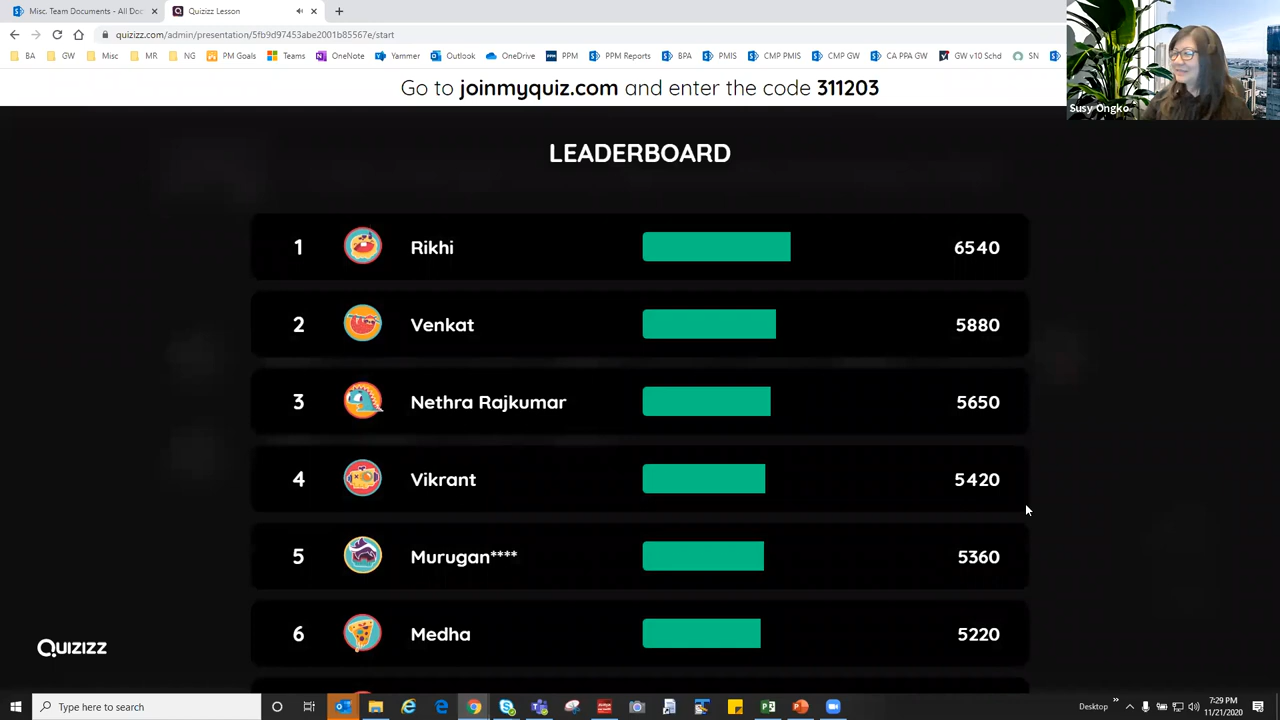 Misc. Team Documents - All Doc
Quizizz Lesson
quizizz.com/admin/presentation/5fb9d97453abe2001b85567e/start
BA GW Misc MR NG PM Goals Teams OneNote Yammer Outlook OneDrive PPM PPM Reports BPA PMIS CMP PMIS CMP GW CA PPA GW GW v10 Schd SN
Susy Ongko
Go to joinmyquiz.com and enter the code 311203
LEADERBOARD
1 Rikhi 6540
2 Venkat 5880
3 Nethra Rajkumar 5650
4 Vikrant 5420
5 Murugan**** 5360
6 Medha 5220
Quizizz
Type here to search
Desktop
7:29 PM
11/21/2020